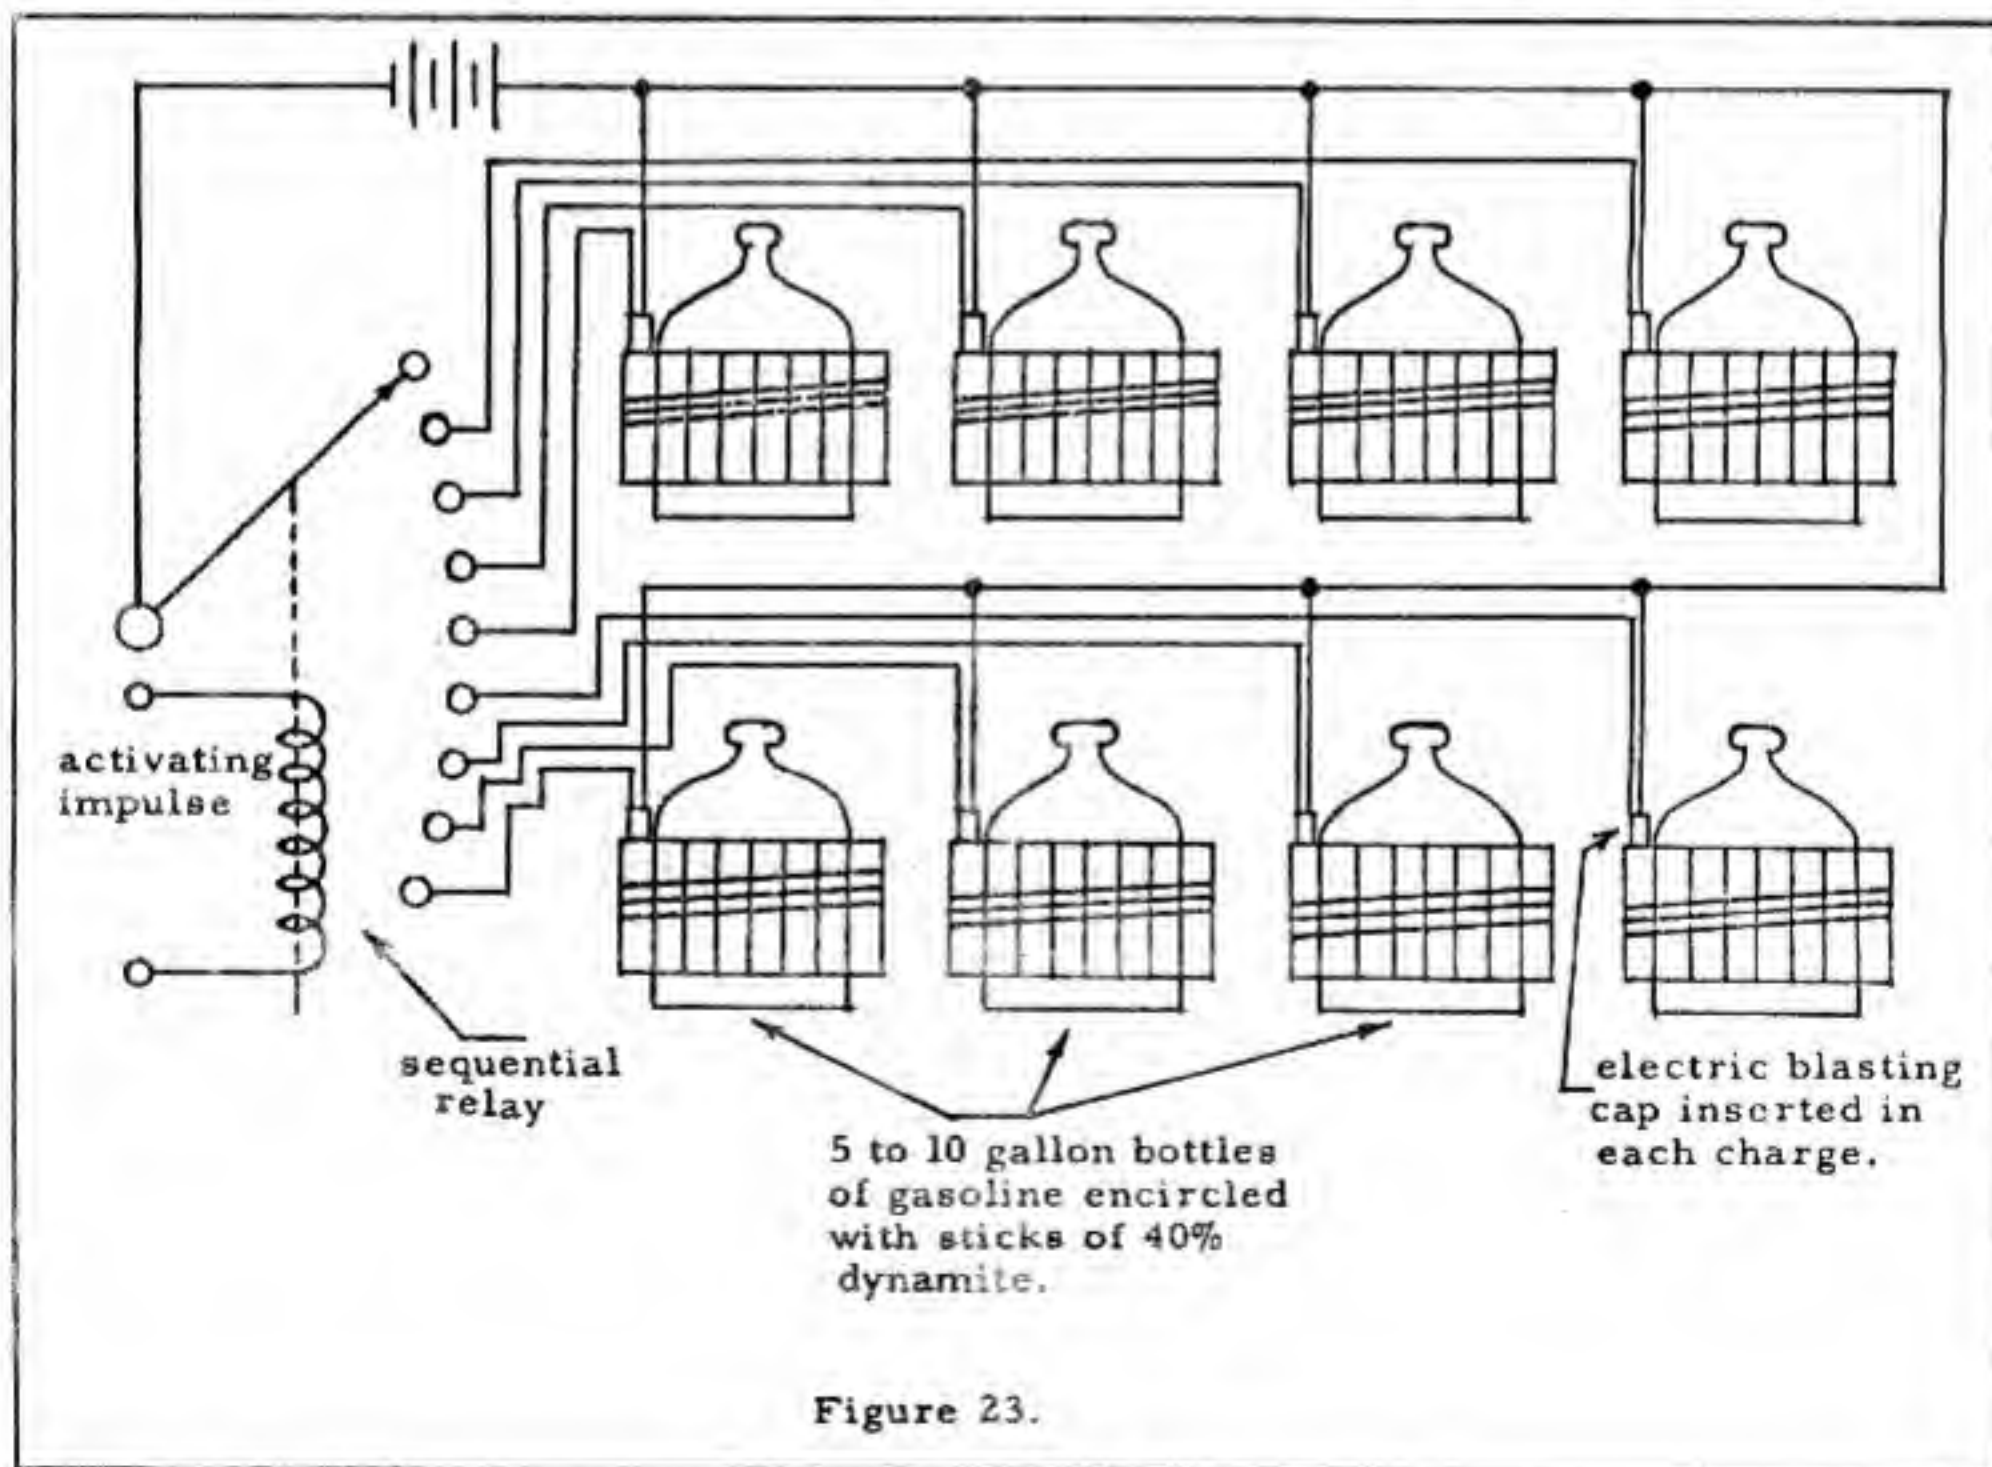 activating
impulse
sequential
relay
5 to 10 gallon bottles
of gasoline encircled
with sticks of 40%
dynamite.
electric blasting
cap inserted in
each charge.
Figure 23.